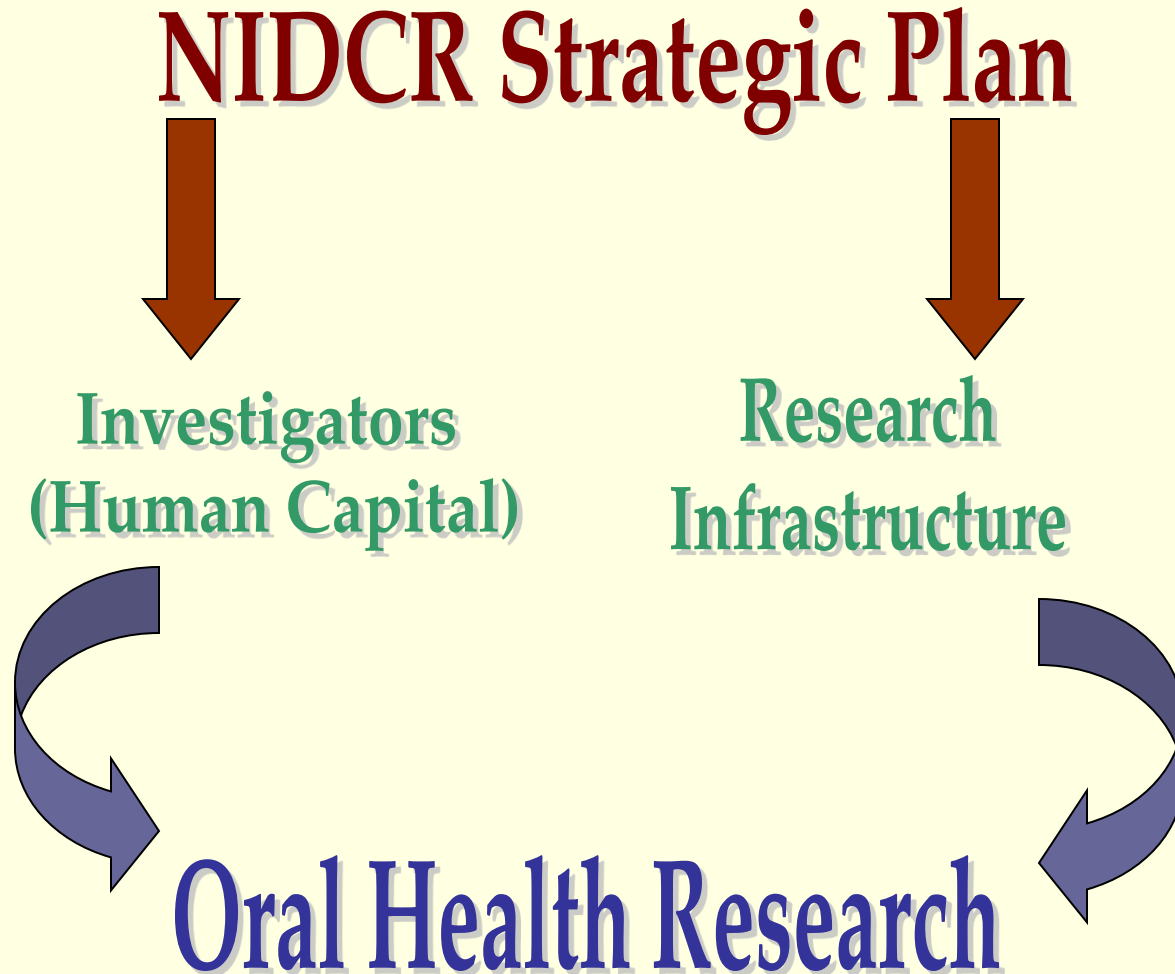 NIDCR Strategic Plan
Investigators
(Human Capital)
Research
Infrastructure
Oral Health Research